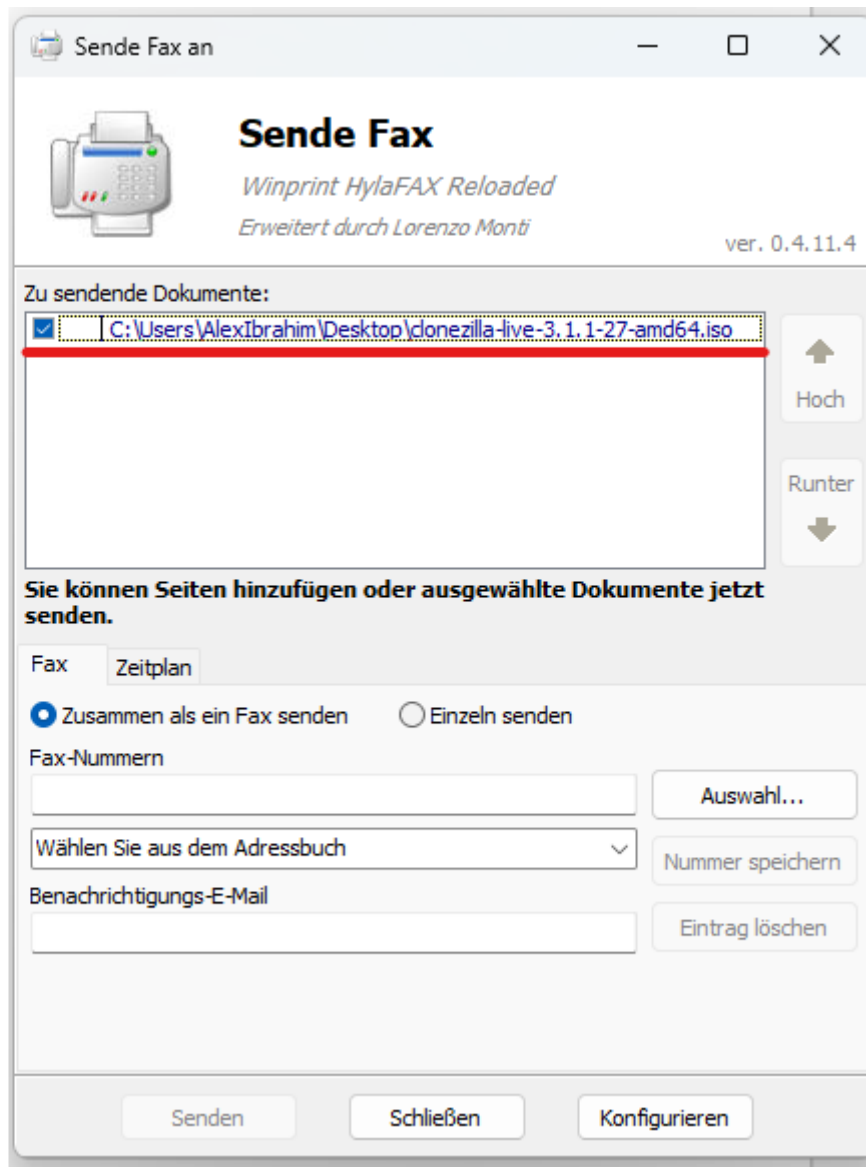 Sende Fax an
Sende Fax
Winprint HylaFAX Reloaded
Erweitert durch Lorenzo Monti
ver. 0.4.11.4
Zu sendende Dokumente:
C:\Users\AlexIbrahim\Desktop\clonezilla-live-3.1.1-27-amd64.iso
Hoch
Runter
Sie können Seiten hinzufügen oder ausgewählte Dokumente jetzt
senden.
Fax Zeitplan
Zusammen als ein Fax senden Einzeln senden
Fax-Nummern
Auswahl...
Wählen Sie aus dem Adressbuch
Nummer speichern
Benachrichtigungs-E-Mail
Eintrag löschen
Senden Schließen Konfigurieren